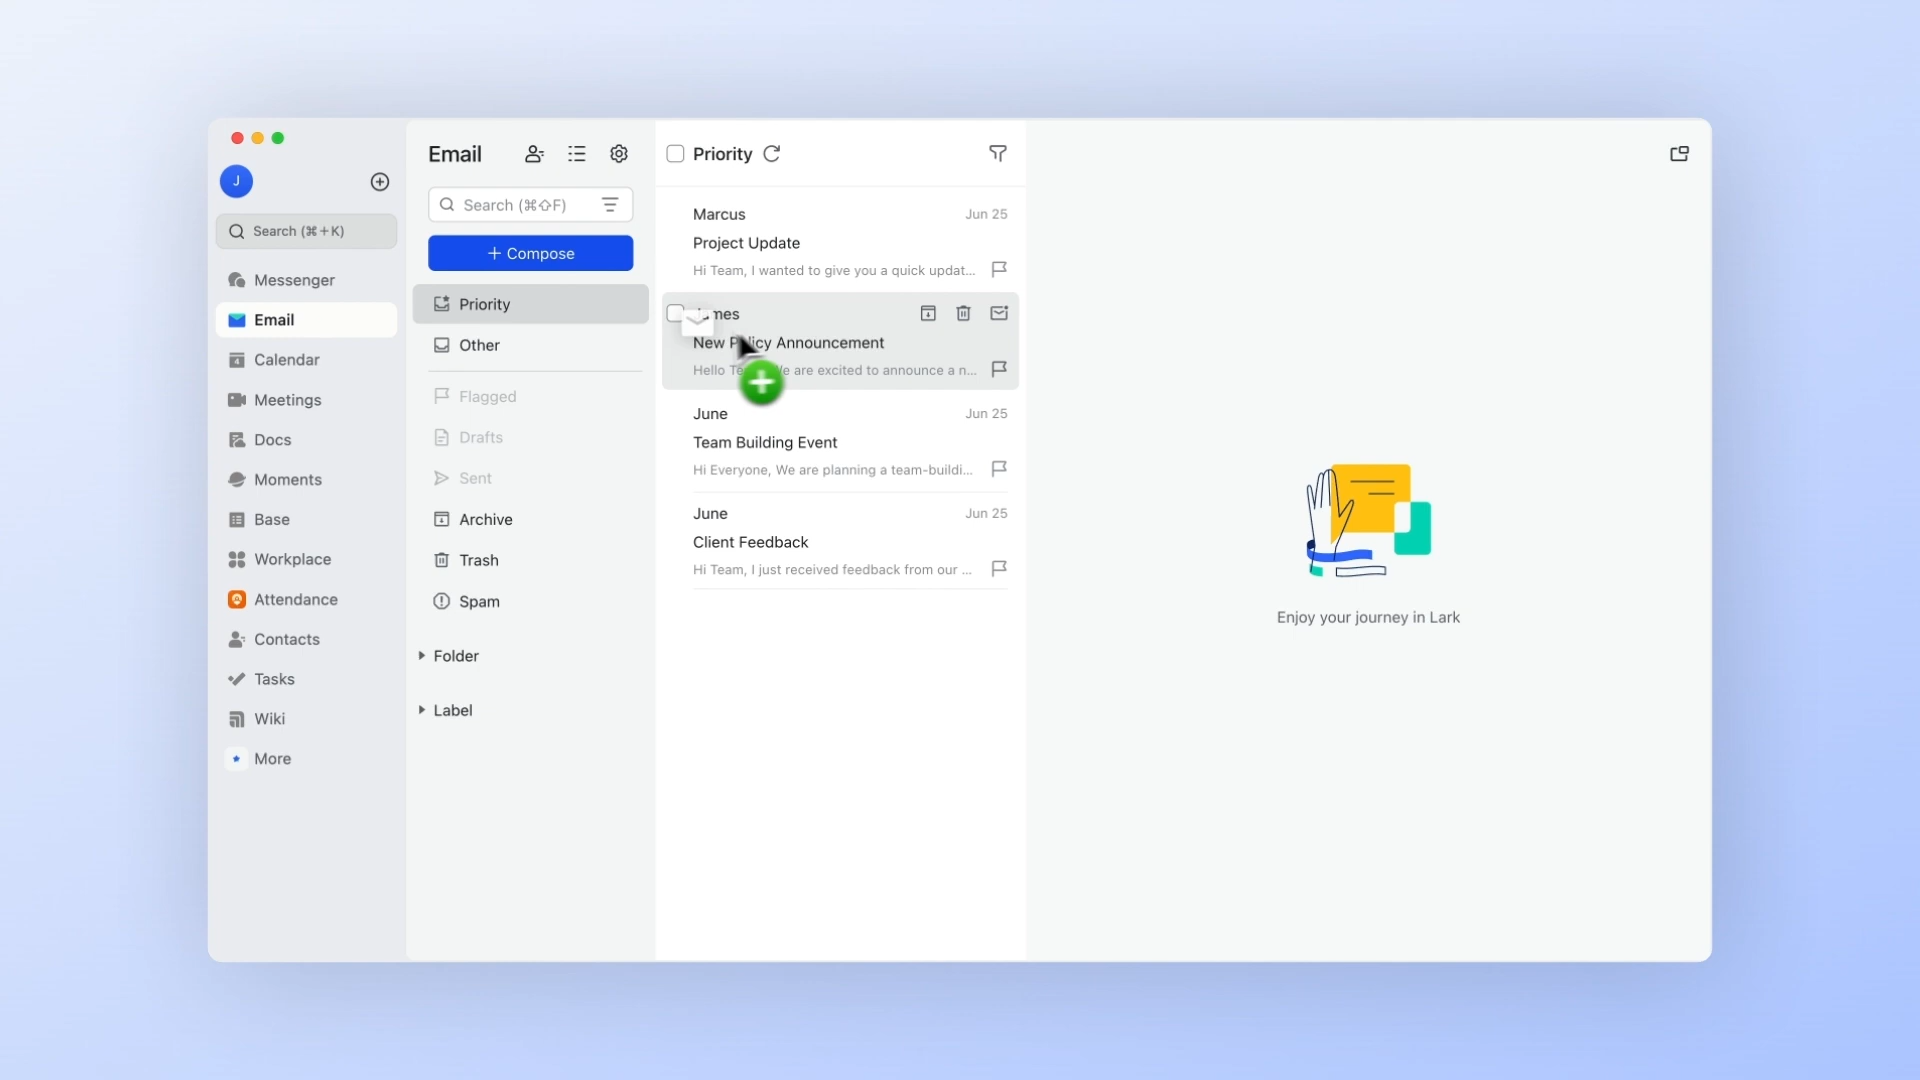 J
Search (⌘+K)
Messenger
Email
Calendar
Meetings
Docs
Moments
Base
Workplace
Attendance
Contacts
Tasks
Wiki
More
Email
Search (⌘⇧F)
+ Compose
Priority
Other
Flagged
Drafts
Sent
Archive
Trash
Spam
Folder
Label
Priority
Marcus Jun 25
Project Update
Hi Team, I wanted to give you a quick updat...
New Announcement
Hello are excited to announce a n...
June Jun 25
Team Building Event
Hi Everyone, We are planning a team-buildi...
June Jun 25
Client Feedback
Hi Team, I just received feedback from our ...
Enjoy your journey in Lark